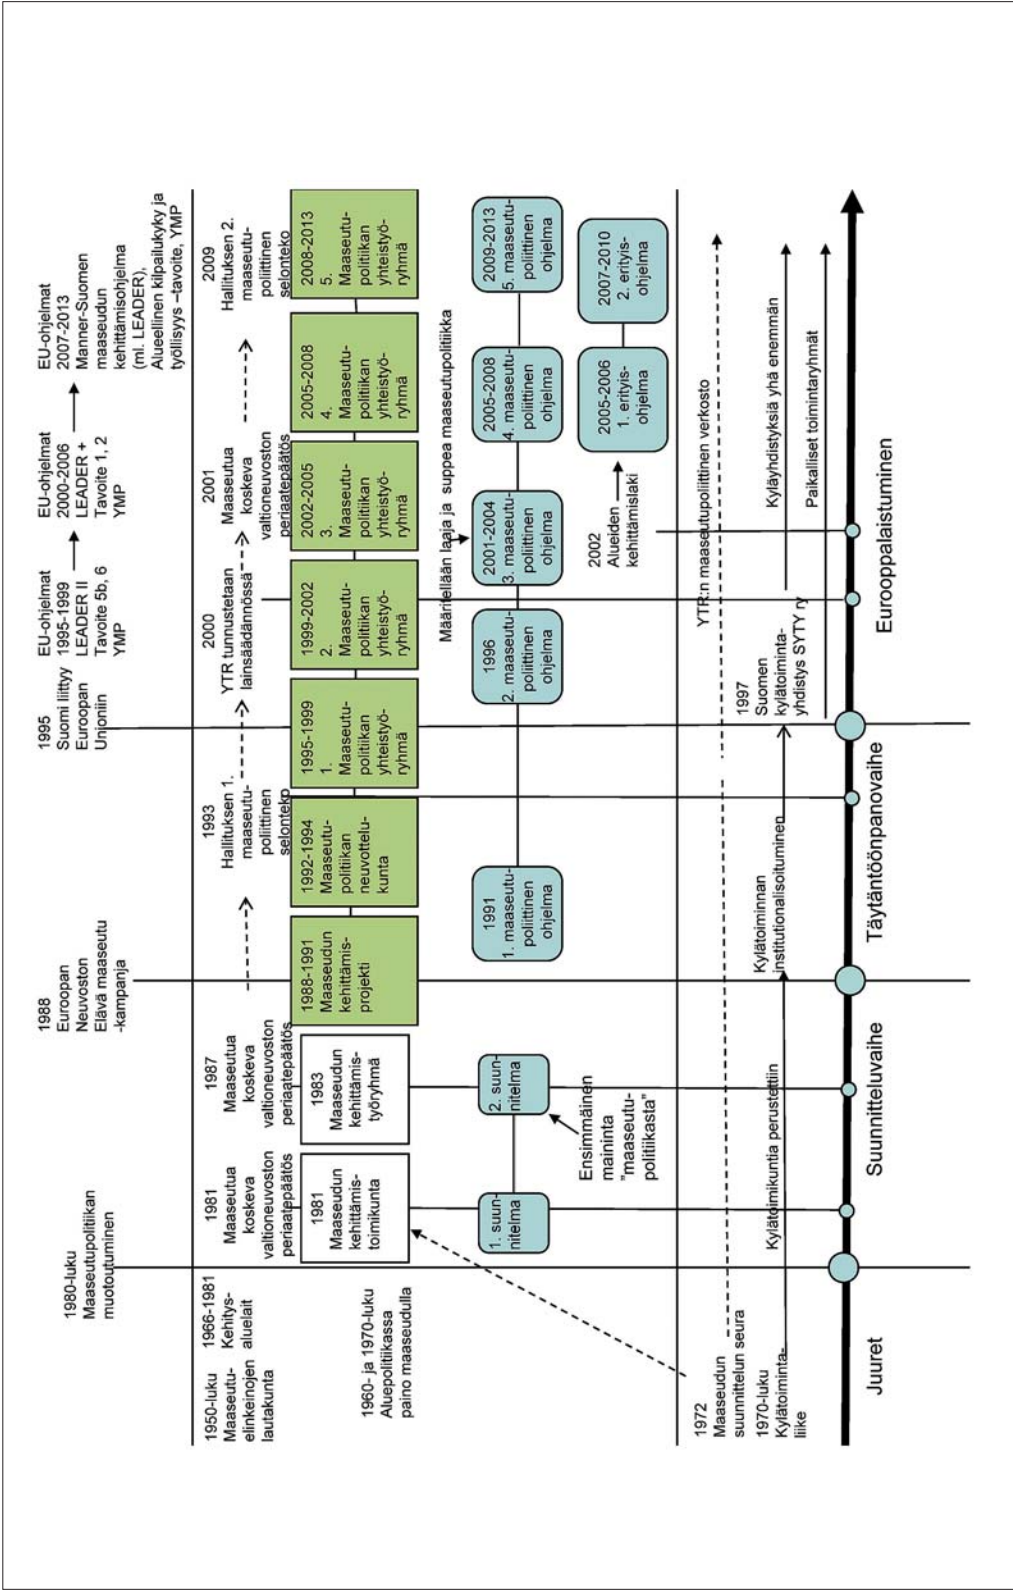 1980-luku
Maaseutupolitiikan
muotoutuminen
1988
Euroopan
Neuvoston
Elävä maaseutu
-kampanja
1995
Suomi liittyy
Euroopan
Unioniin
EU-ohjelmat
1995-1999
LEADER II
Tavoite 5b, 6
YMP
EU-ohjelmat
2000-2006
LEADER +
Tavoite 1, 2
YMP
EU-ohjelmat
2007-2013
Manner-Suomen
maaseudun
kehittämisohjelma
(ml. LEADER),
Alueellinen kilpailukyky ja
työllisyys –tavoite, YMP
1950-luku
Maaseutu-
elinkeinojen
lautakunta
1966-1981
Kehitys-
aluelait
1981
Maaseutua
koskeva
valtioneuvoston
periaatepäätös
1987
Maaseutua
koskeva
valtioneuvoston
periaatepäätös
1993
Hallituksen 1.
maaseutu-
poliittinen
selonteko
2000
YTR tunnustetaan
lainsäädännössä
2001
Maaseutua
koskeva
valtioneuvoston
periaatepäätös
2009
Hallituksen 2.
maaseutu-
poliittinen
selonteko
1960- ja 1970-luku
Aluepolitiikassa
paino maaseudulla
1981
Maaseudun
kehittämis-
toimikunta
1983
Maaseudun
kehittämis-
työryhmä
1988-1991
Maaseudun
kehittämis-
projekti
1992-1994
Maaseutu-
politiikan
neuvottelu-
kunta
1995-1999
1.
Maaseutu-
politiikan
yhteistyö-
ryhmä
1999-2002
2.
Maaseutu-
politiikan
yhteistyö-
ryhmä
2002-2005
3.
Maaseutu-
politiikan
yhteistyö-
ryhmä
2005-2008
4.
Maaseutu-
politiikan
yhteistyö-
ryhmä
2008-2013
5.
Maaseutu-
politiikan
yhteistyö-
ryhmä
Määritellään laaja ja suppea maaseutupolitiikka
1. suun-
nitelma
2. suun-
nitelma
1991
1. maaseutu-
poliittinen
ohjelma
1996
2. maaseutu-
poliittinen
ohjelma
2001-2004
3. maaseutu-
poliittinen
ohjelma
2005-2008
4. maaseutu-
poliittinen
ohjelma
2009-2013
5. maaseutu-
poliittinen
ohjelma
Ensimmäinen
maininta
"maaseutu-
politiikasta"
2002
Alueiden
kehittämislaki
2005-2006
1. erityis-
ohjelma
2007-2010
2. erityis-
ohjelma
1972
Maaseudun
suunnittelun seura
YTR:n maaseutupoliittinen verkosto
1970-luku
Kylätoiminta-
liike
Kylätoimikuntia perustettiin
Kylätoiminnan
institutionalisoituminen
1997
Suomen
kylätoiminta-
yhdistys SYTY ry
Kyläyhdistyksiä yhä enemmän
Paikalliset toimintaryhmät
Juuret
Suunnitteluvaihe
Täytäntöönpanovaihe
Eurooppalaistuminen